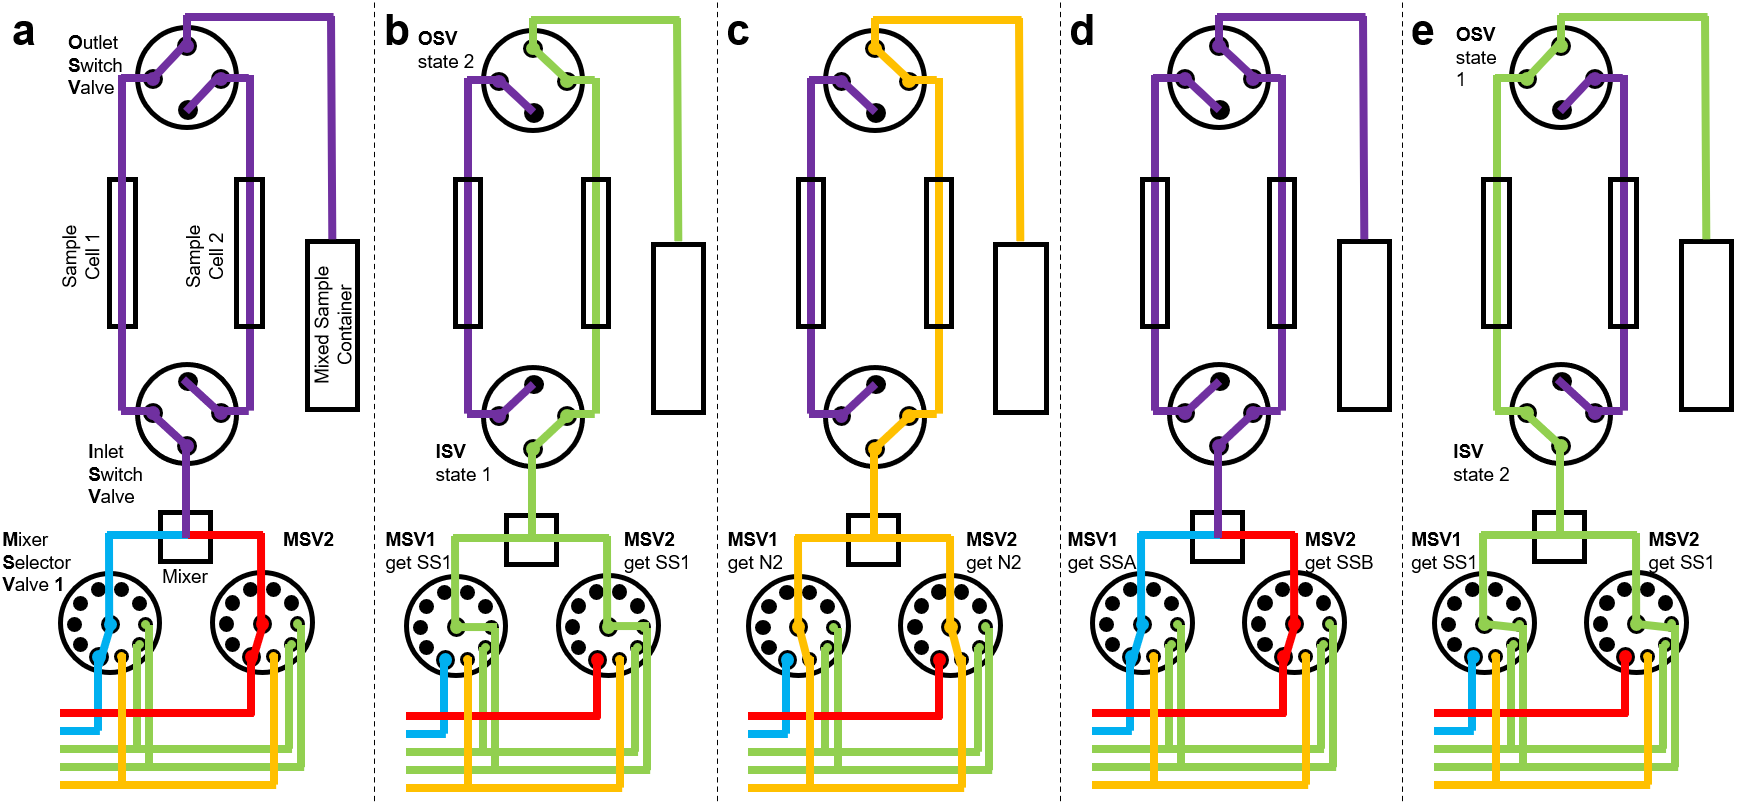 a
Outlet
Switch
Valve
Sample
Cell 1
Sample
Cell 2
Mixed Sample
Container
Inlet
Switch
Valve
Mixer
Selector
Valve 1
MSV2
Mixer
b
OSV
state 2
ISV
state 1
MSV1
get SS1
MSV2
get SS1
c
MSV1
get N2
MSV2
get N2
d
MSV1
get SSA
MSV2
get SSB
e
OSV
state
1
ISV
state 2
MSV1
get SS1
MSV2
get SS1